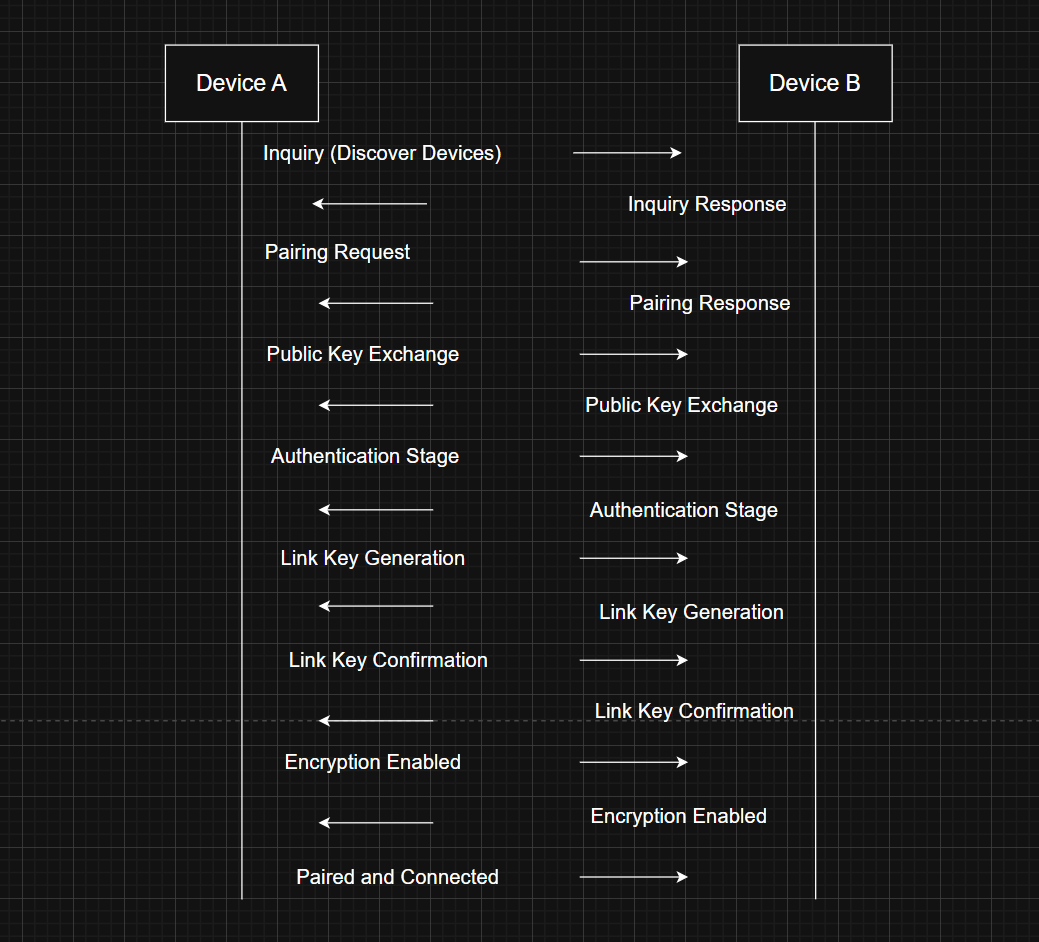 Device A
Device B
Inquiry (Discover Devices)
Inquiry Response
Pairing Request
Pairing Response
Public Key Exchange
Public Key Exchange
Authentication Stage
Authentication Stage
Link Key Generation
Link Key Generation
Link Key Confirmation
Link Key Confirmation
Encryption Enabled
Encryption Enabled
Paired and Connected